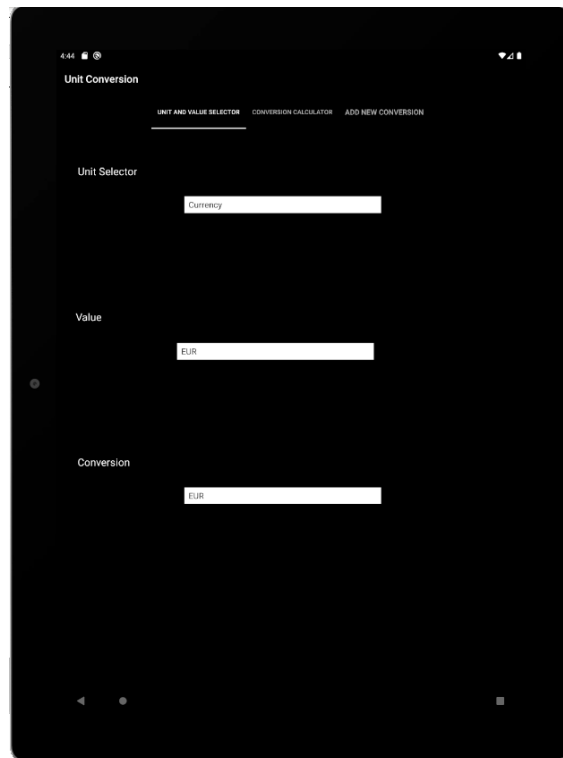 4:44
Unit Conversion
UNIT AND VALUE SELECTOR CONVERSION CALCULATOR ADD NEW CONVERSION
Unit Selector
Currency
Value
EUR
Conversion
EUR